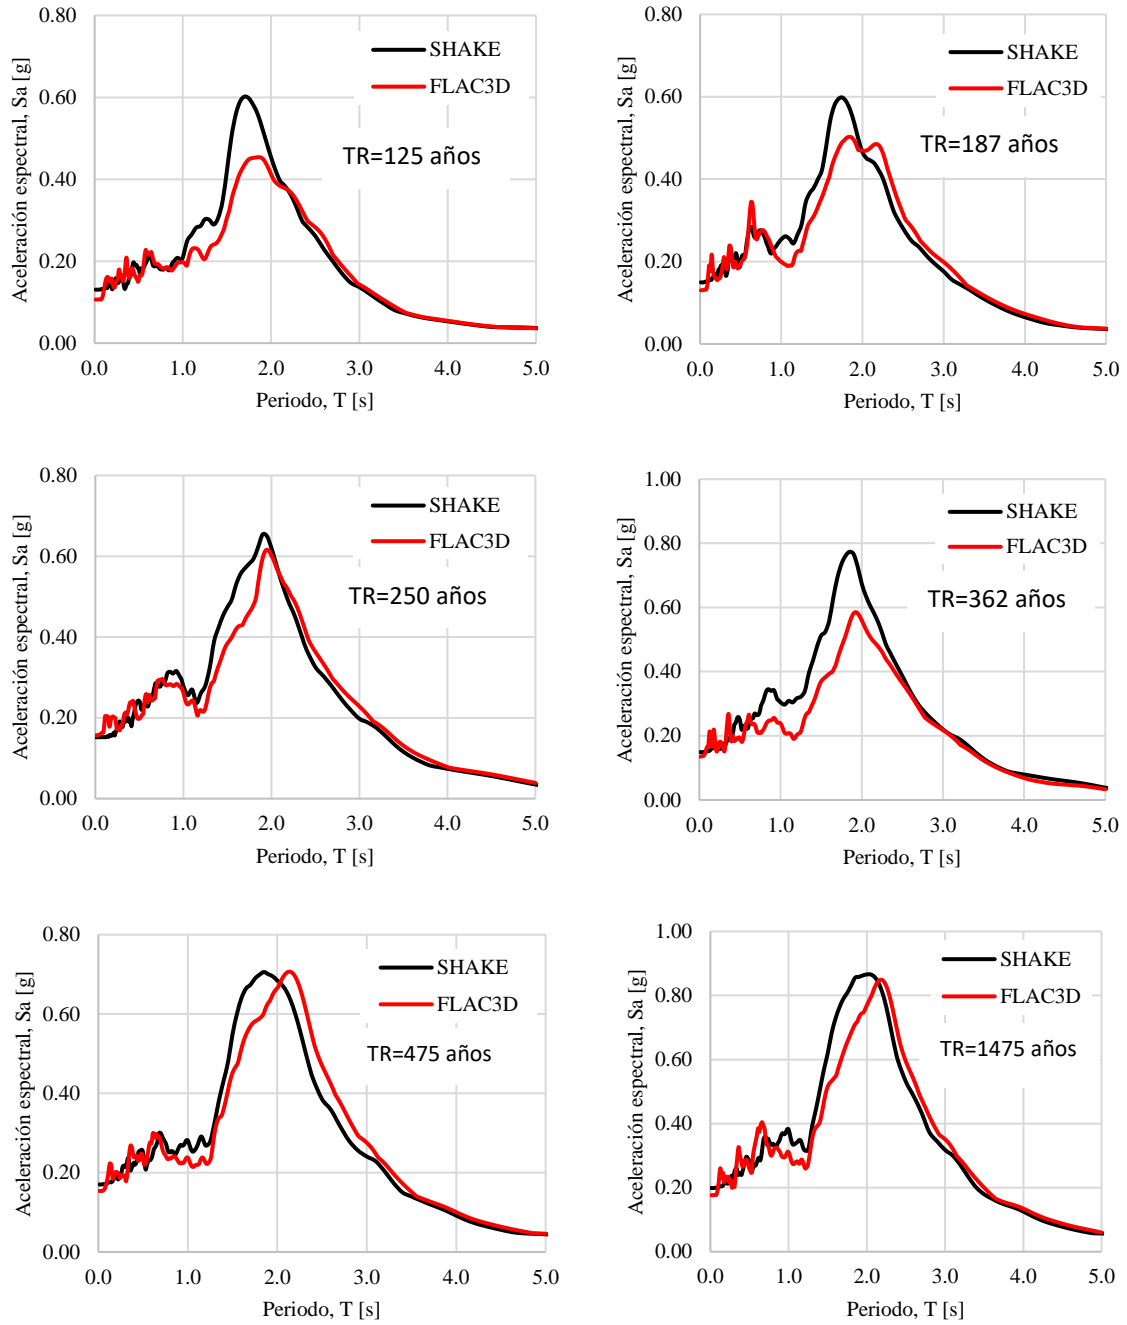 0.80
0.60
0.40
0.20
0.00
0.0 1.0 2.0 3.0 4.0 5.0
Aceleración espectral, Sa [g]
Periodo, T [s]
SHAKE
FLAC3D
TR=125 años
0.80
0.60
0.40
0.20
0.00
0.0 1.0 2.0 3.0 4.0 5.0
Aceleración espectral, Sa [g]
Periodo, T [s]
SHAKE
FLAC3D
TR=187 años
0.80
0.60
0.40
0.20
0.00
0.0 1.0 2.0 3.0 4.0 5.0
Aceleración espectral, Sa [g]
Periodo, T [s]
SHAKE
FLAC3D
TR=250 años
1.00
0.80
0.60
0.40
0.20
0.00
0.0 1.0 2.0 3.0 4.0 5.0
Aceleración espectral, Sa [g]
Periodo, T [s]
SHAKE
FLAC3D
TR=362 años
0.80
0.60
0.40
0.20
0.00
0.0 1.0 2.0 3.0 4.0 5.0
Aceleración espectral, Sa [g]
Periodo, T [s]
SHAKE
FLAC3D
TR=475 años
1.00
0.80
0.60
0.40
0.20
0.00
0.0 1.0 2.0 3.0 4.0 5.0
Aceleración espectral, Sa [g]
Periodo, T [s]
SHAKE
FLAC3D
TR=1475 años